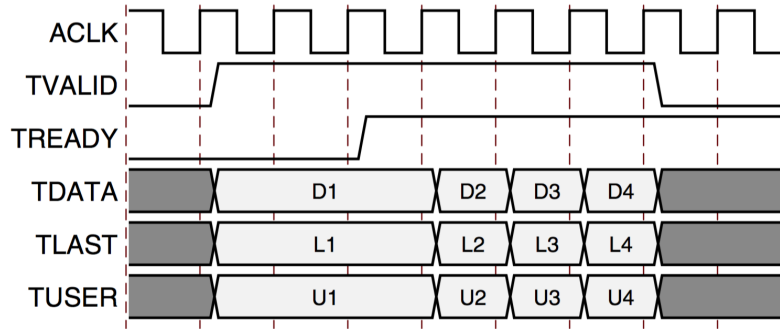 ACLK
TVALID
TREADY
TDATA D1 D2 D3 D4
TLAST L1 L2 L3 L4
TUSER U1 U2 U3 U4